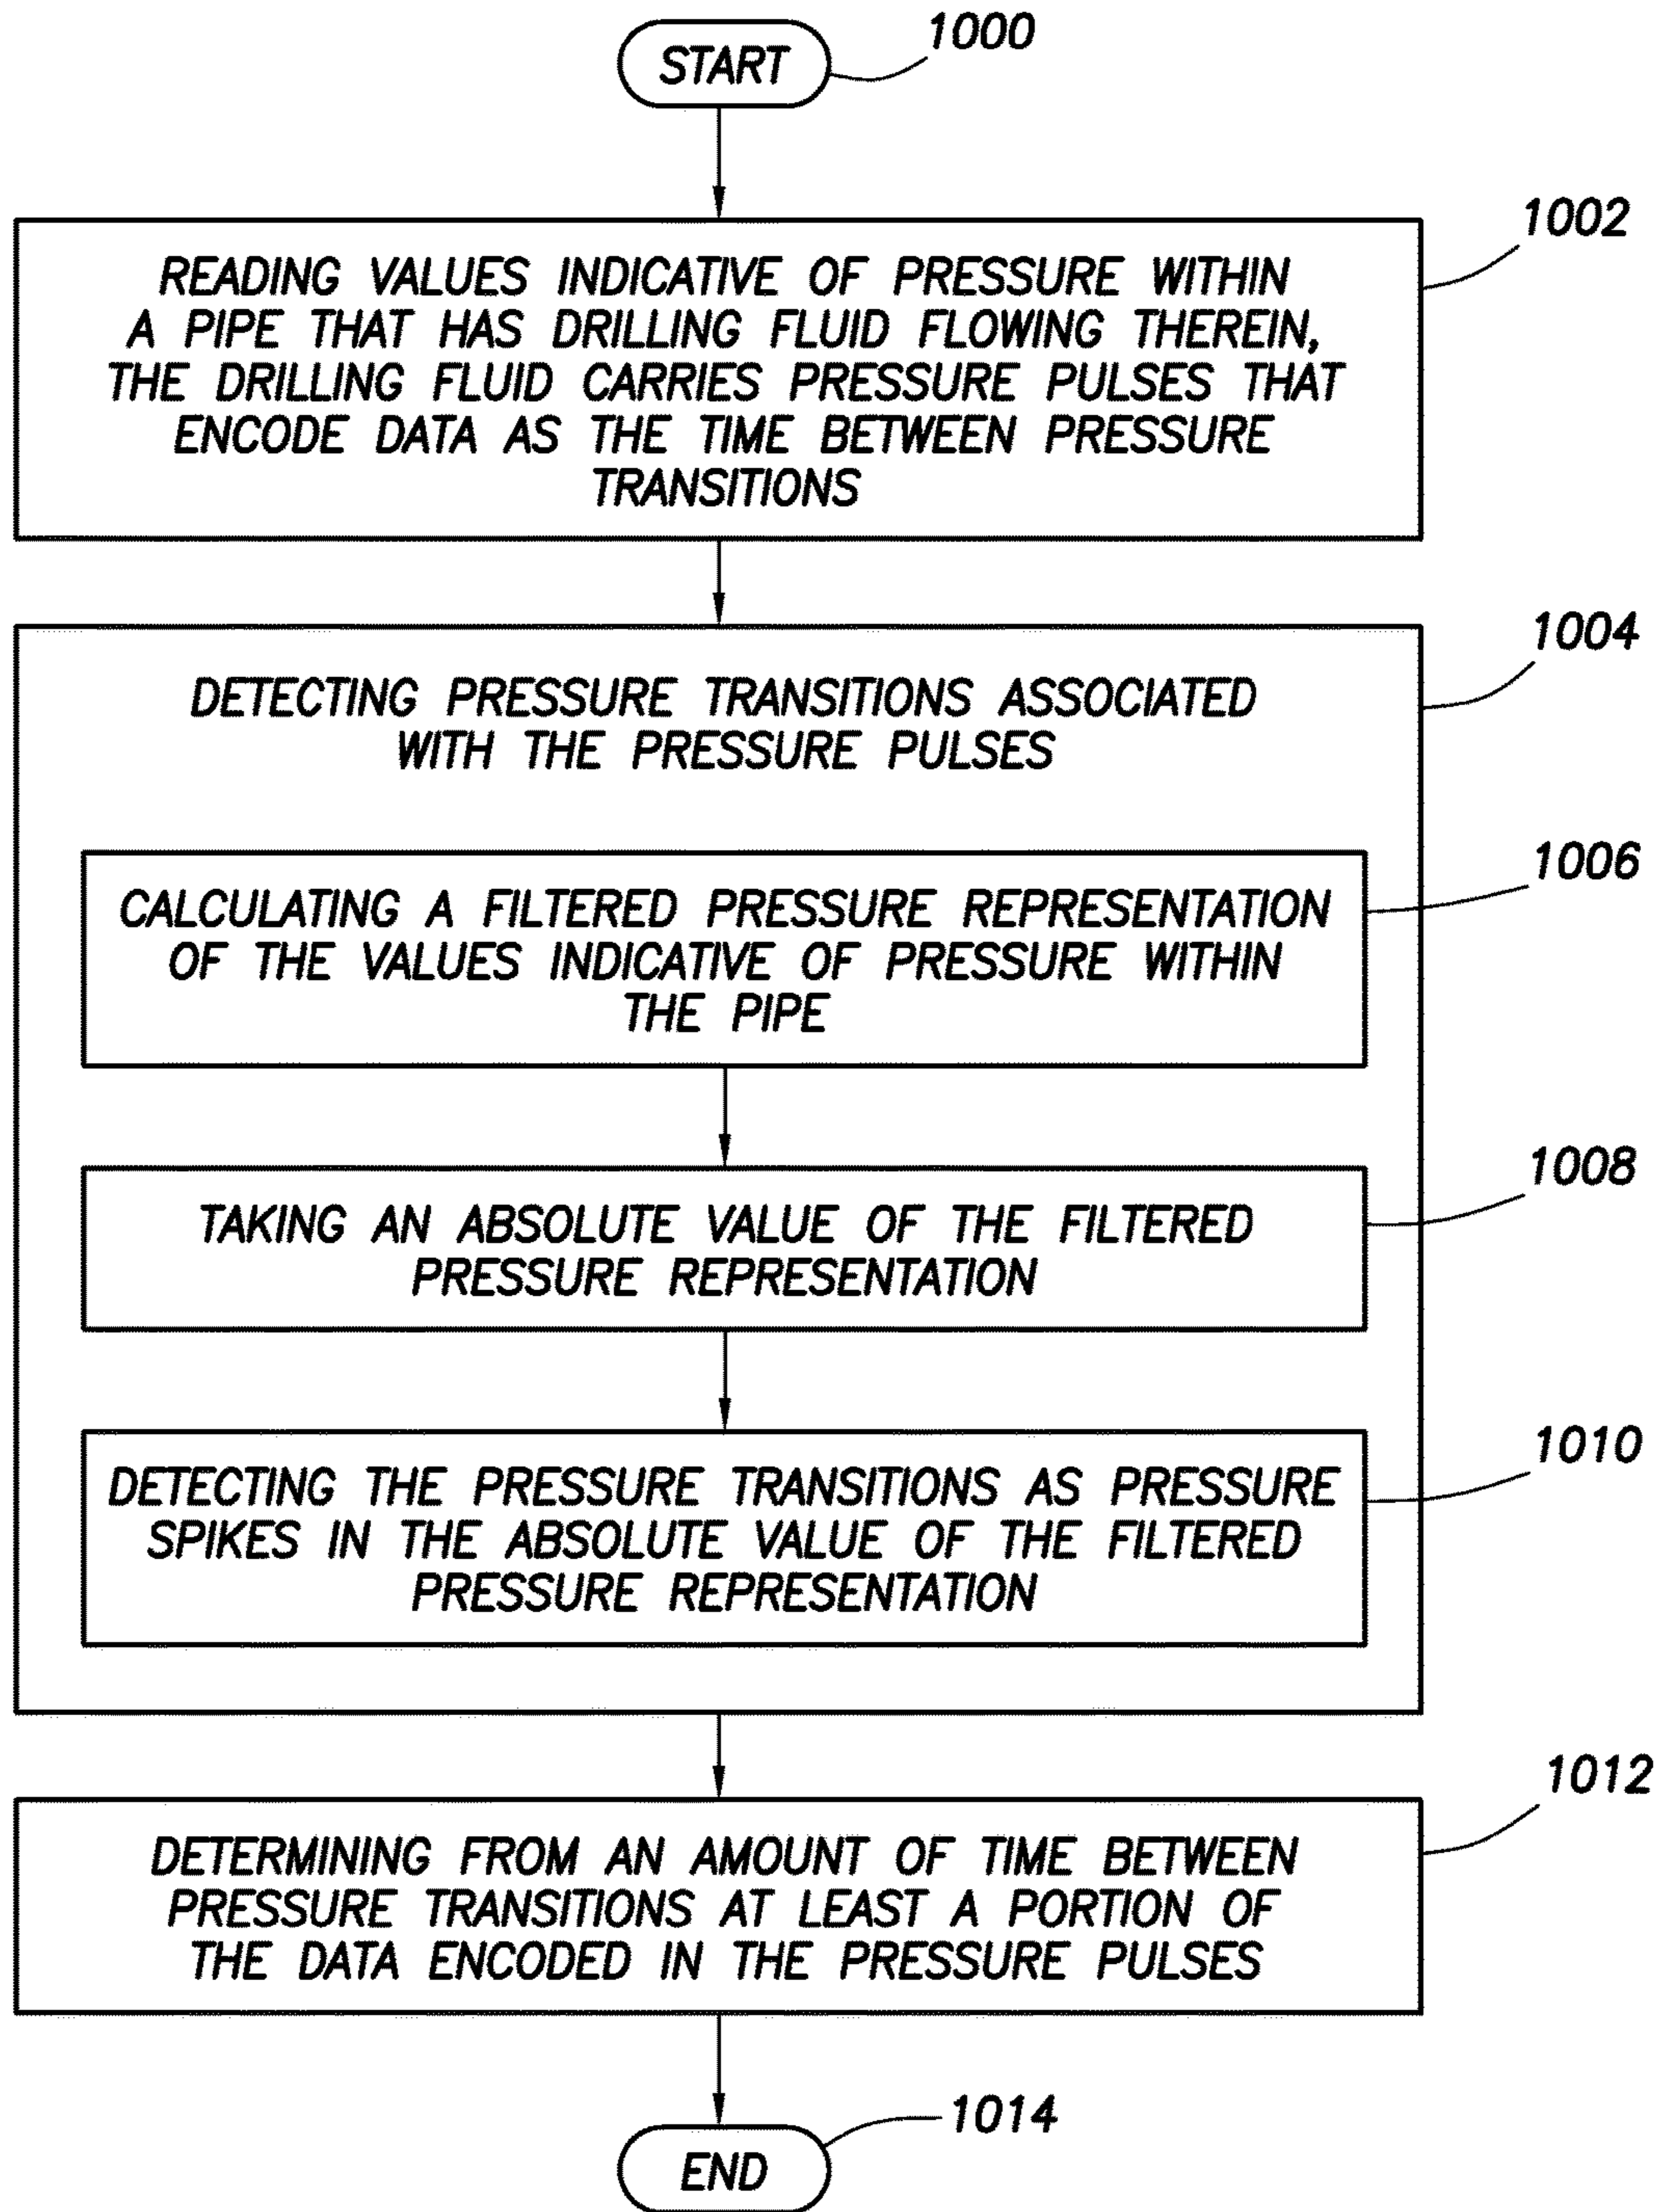 START
1000
1002
READING VALUES INDICATIVE OF PRESSURE WITHIN
A PIPE THAT HAS DRILLING FLUID FLOWING THEREIN,
THE DRILLING FLUID CARRIES PRESSURE PULSES THAT
ENCODE DATA AS THE TIME BETWEEN PRESSURE
TRANSITIONS
1004
DETECTING PRESSURE TRANSITIONS ASSOCIATED
WITH THE PRESSURE PULSES
1006
CALCULATING A FILTERED PRESSURE REPRESENTATION
OF THE VALUES INDICATIVE OF PRESSURE WITHIN
THE PIPE
1008
TAKING AN ABSOLUTE VALUE OF THE FILTERED
PRESSURE REPRESENTATION
1010
DETECTING THE PRESSURE TRANSITIONS AS PRESSURE
SPIKES IN THE ABSOLUTE VALUE OF THE FILTERED
PRESSURE REPRESENTATION
1012
DETERMINING FROM AN AMOUNT OF TIME BETWEEN
PRESSURE TRANSITIONS AT LEAST A PORTION OF
THE DATA ENCODED IN THE PRESSURE PULSES
1014
END